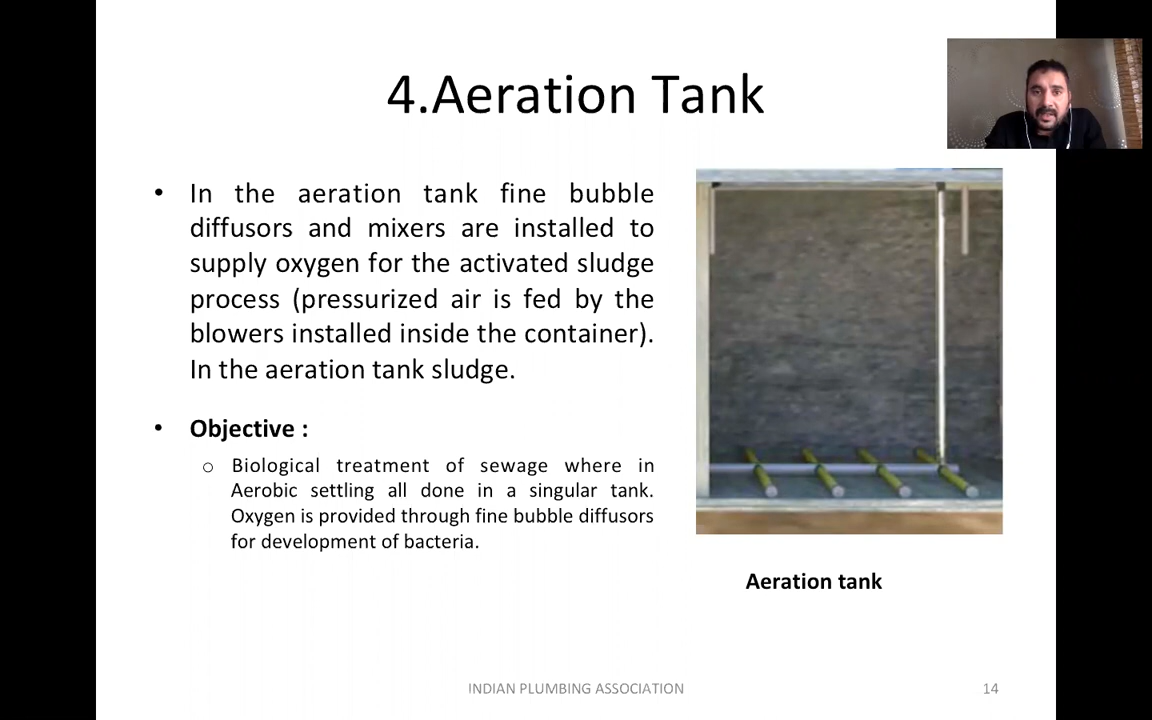 4.Aeration Tank
• In the aeration tank fine bubble
diffusors and mixers are installed to
supply oxygen for the activated sludge
process (pressurized air is fed by the
blowers installed inside the container).
In the aeration tank sludge.
• Objective :
o Biological treatment of sewage where in
Aerobic settling all done in a singular tank.
Oxygen is provided through fine bubble diffusors
for development of bacteria.
Aeration tank
INDIAN PLUMBING ASSOCIATION
14